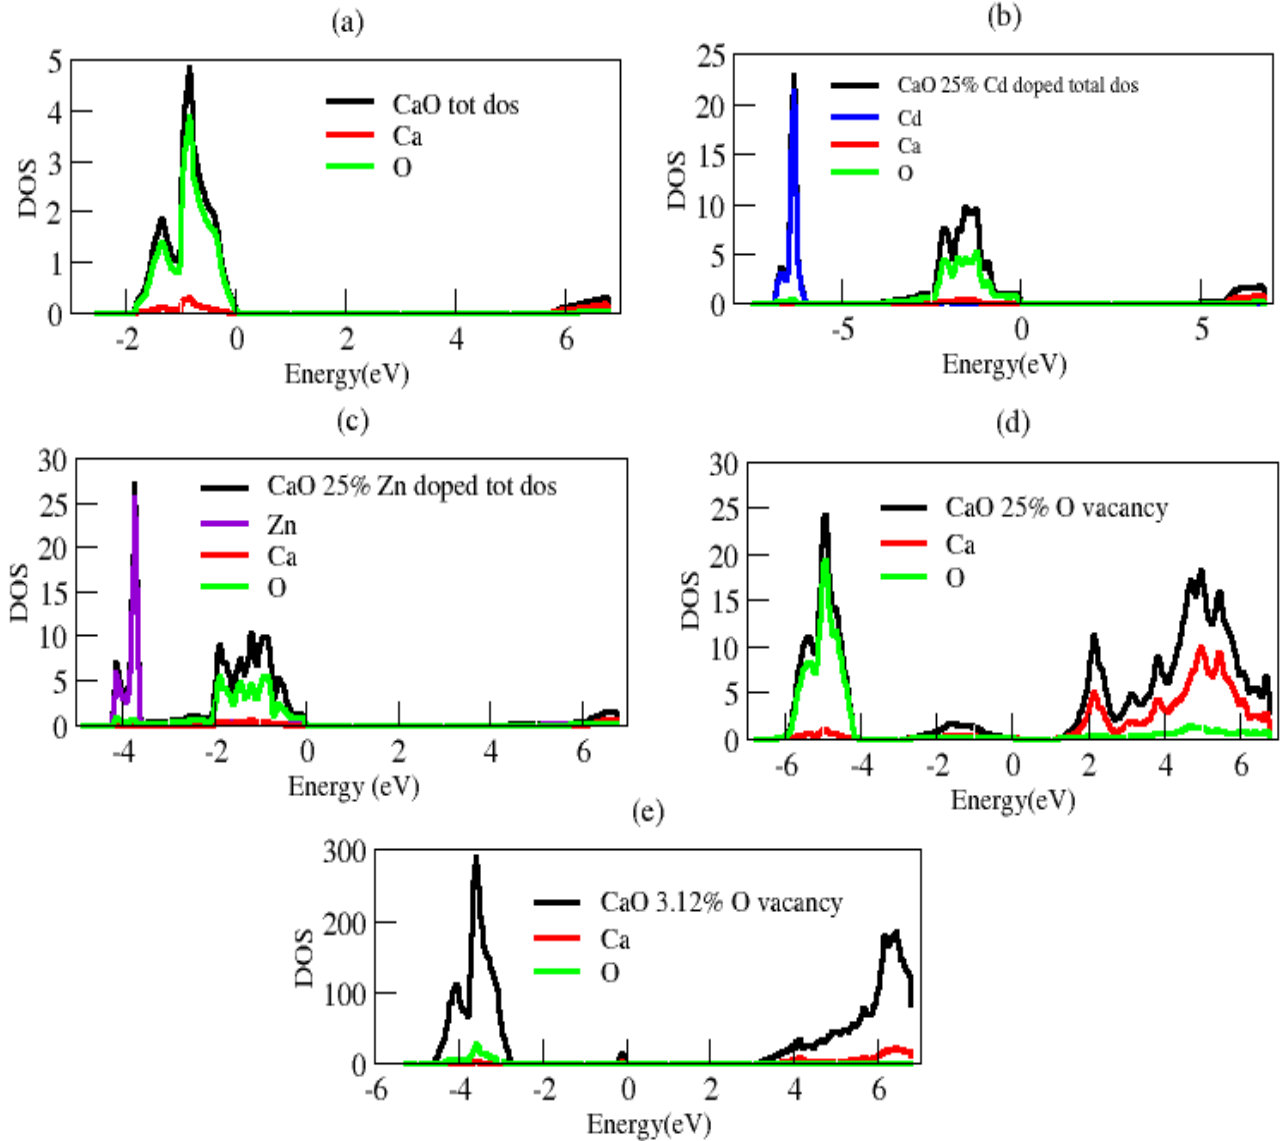 (a)
5
4
3
2
1
0
DOS
CaO tot dos
Ca
O
-2 0 2 4 6
Energy(eV)
(b)
25
20
15
10
5
0
DOS
CaO 25% Cd doped total dos
Cd
Ca
O
-5 0 5
Energy(eV)
(c)
30
25
20
15
10
5
0
DOS
CaO 25% Zn doped tot dos
Zn
Ca
O
-4 -2 0 2 4 6
Energy (eV)
(d)
30
25
20
15
10
5
0
DOS
CaO 25% O vacancy
Ca
O
-6 -4 -2 0 2 4 6
Energy(eV)
(e)
300
200
100
0
DOS
CaO 3.12% O vacancy
Ca
O
-6 -4 -2 0 2 4 6
Energy(eV)